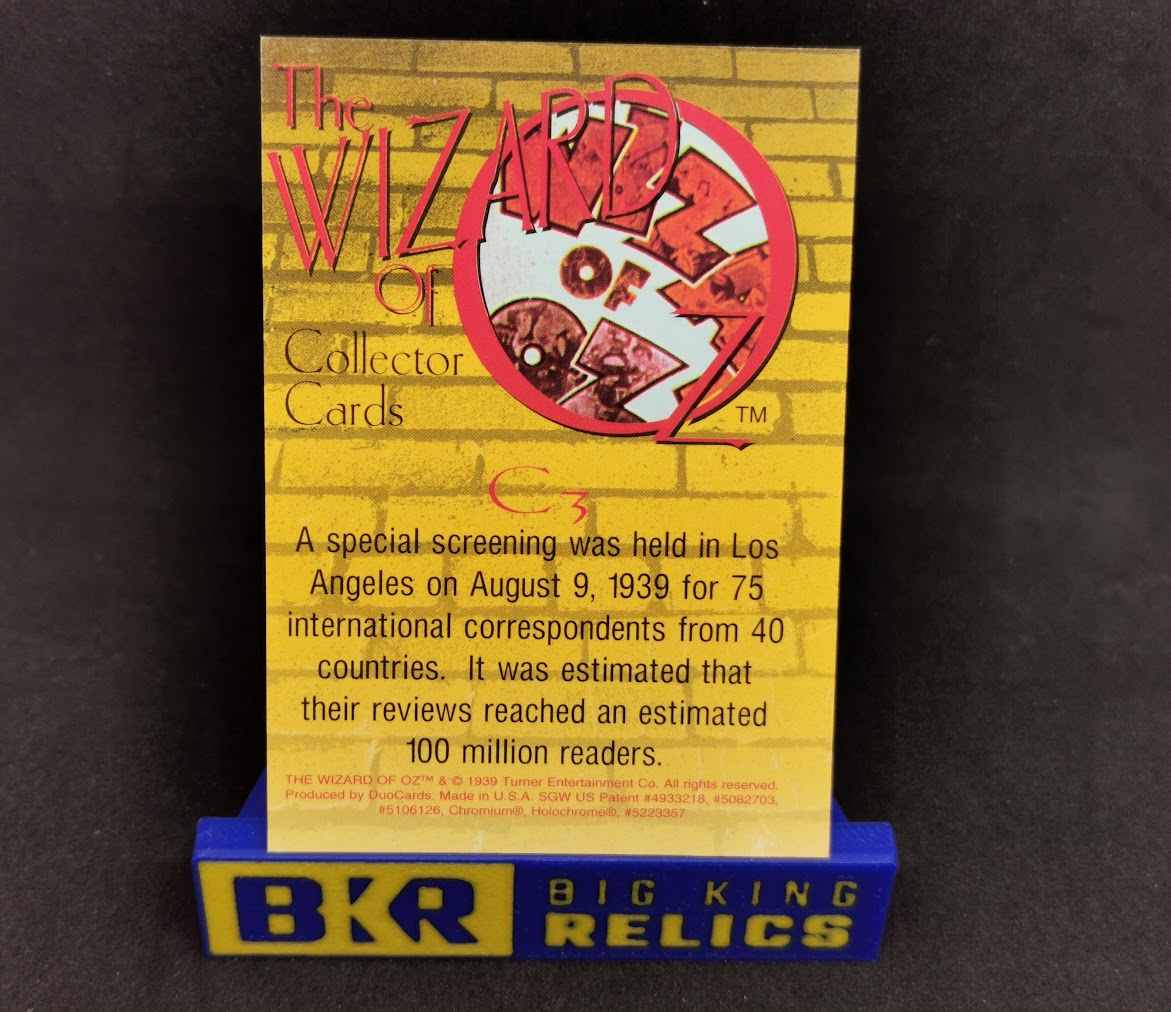 The
WIZARD
OF
OZ
WIZARD
OF
OZ
Collector
Cards
TM
C3
A special screening was held in Los
Angeles on August 9, 1939 for 75
international correspondents from 40
countries. It was estimated that
their reviews reached an estimated
100 million readers.
THE WIZARD OF OZ™ & © 1939 Turner Entertainment Co. All rights reserved.
Produced by DuoCards. Made in U.S.A. SGW US Patent #4933218, #5082703,
#5106126, Chromium®, Holochrome®, #5223357
BKR BIG KING
RELICS